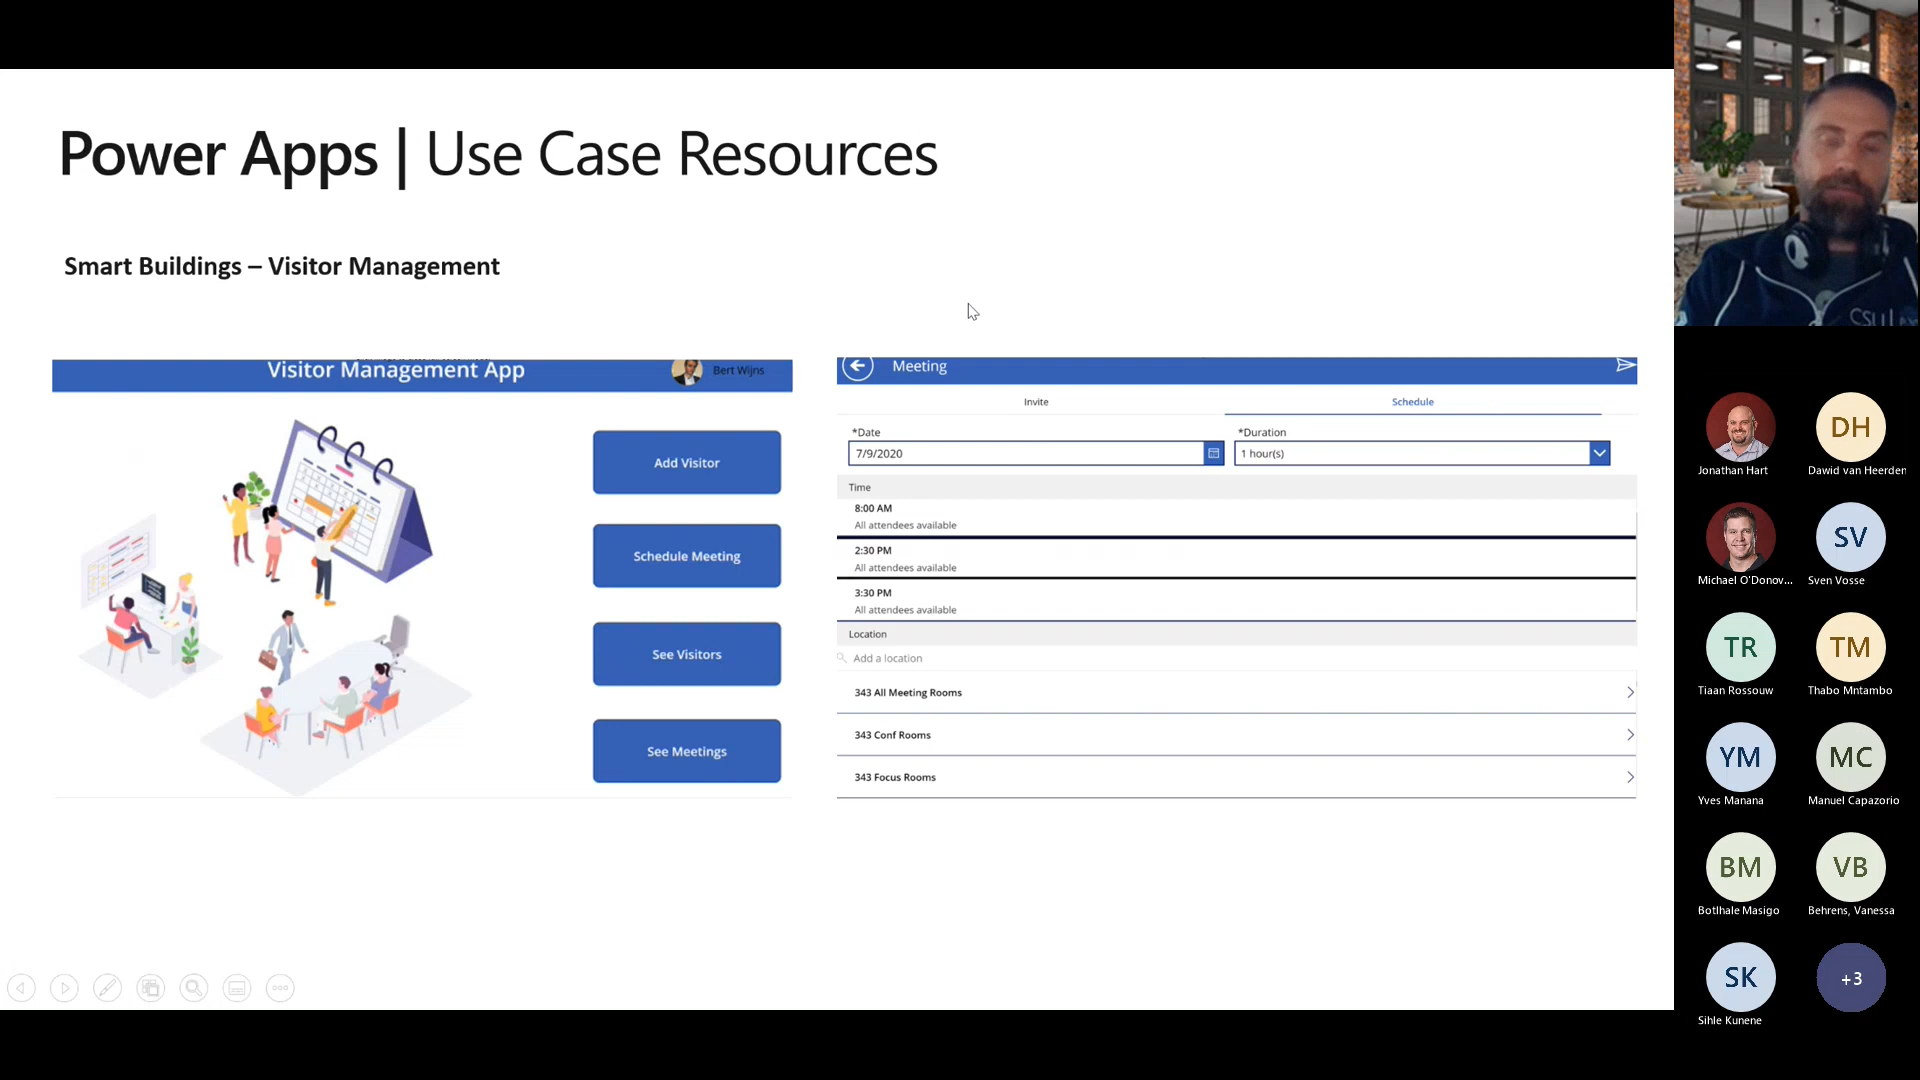 Power Apps | Use Case Resources
Smart Buildings – Visitor Management
Visitor Management App
Bert Wijns
Add Visitor
Schedule Meeting
See Visitors
See Meetings
Meeting
Invite
Schedule
*Date
*Duration
7/9/2020
1 hour(s)
Time
8:00 AM
All attendees available
2:30 PM
All attendees available
3:30 PM
All attendees available
Location
Add a location
343 All Meeting Rooms
343 Conf Rooms
343 Focus Rooms
Jonathan Hart
DH
Dawid van Heerden
Michael O'Donov...
SV
Sven Vosse
TR
Tiaan Rossouw
TM
Thabo Mntambo
YM
Yves Manana
MC
Manuel Capazorio
BM
Botlhale Masigo
VB
Behrens, Vanessa
SK
Sihle Kunene
+3